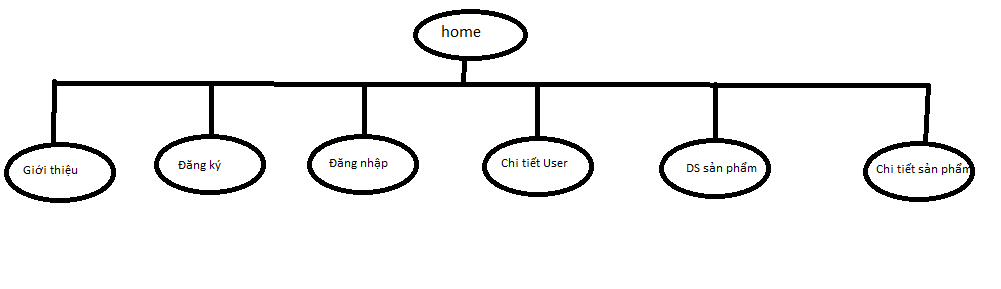 home
Giới thiệu
Đăng ký
Đăng nhập
Chi tiết User
DS sản phẩm
Chi tiết sản phẩm